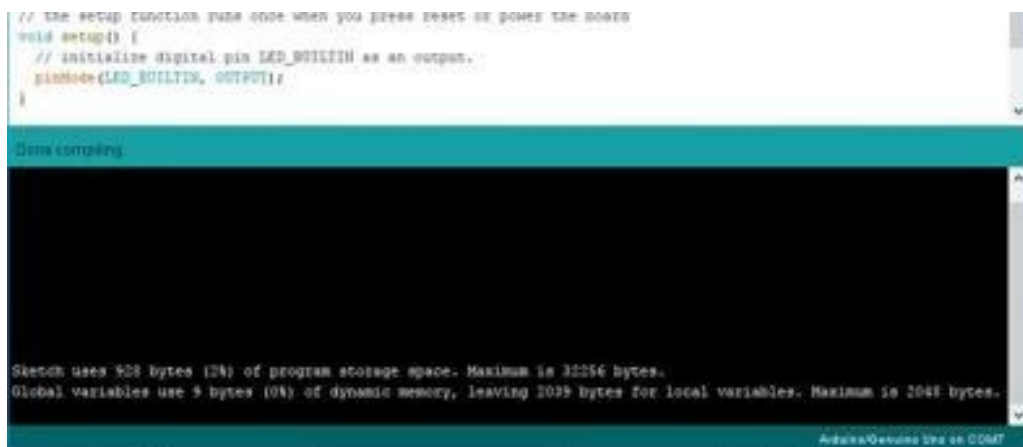 // the setup function runs once when you press reset or power the board
void setup() {
// initialize digital pin LED_BUILTIN as an output.
pinMode(LED_BUILTIN, OUTPUT);
}
Done compiling.
Sketch uses 928 bytes (2%) of program storage space. Maximum is 32256 bytes.
Global variables use 9 bytes (0%) of dynamic memory, leaving 2039 bytes for local variables. Maximum is 2048 bytes.
Arduino/Genuino Uno on COM7